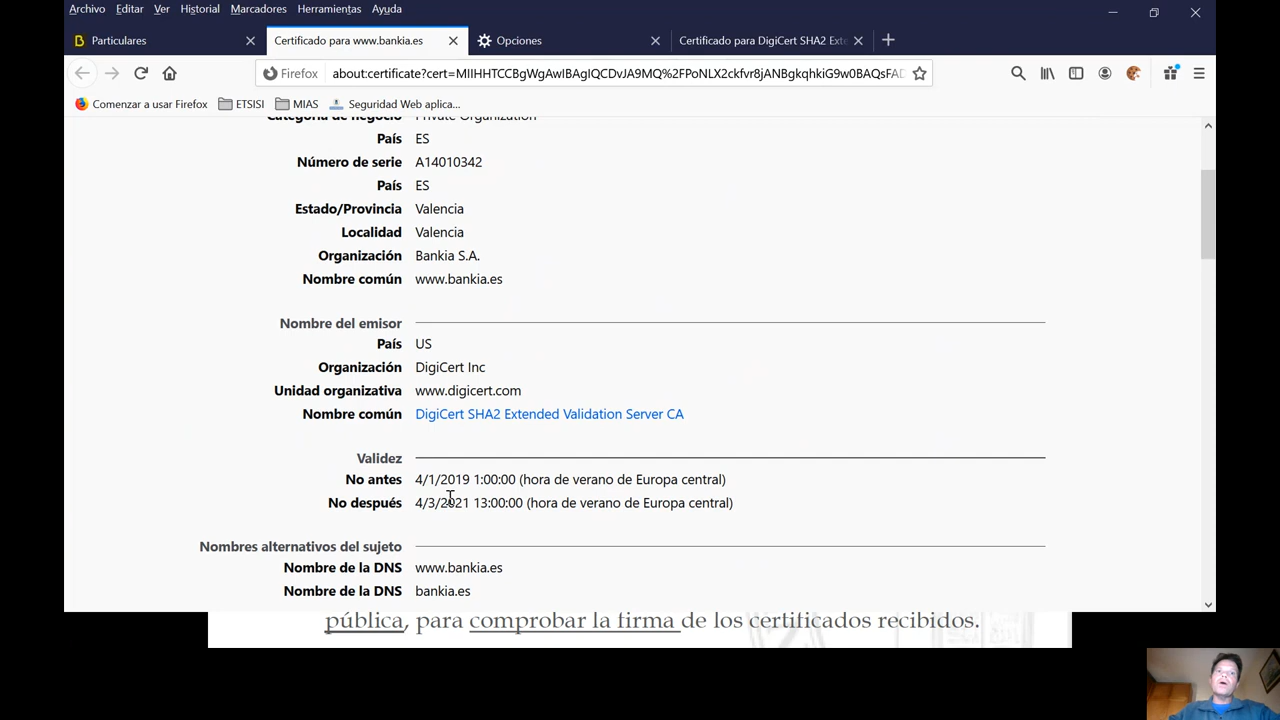 Archivo Editar Ver Historial Marcadores Herramientas Ayuda
Particulares Certificado para www.bankia.es Opciones Certificado para DigiCert SHA2 Exte
Firefox about:certificate?cert=MIIHHTCCBgWgAwIBAgIQCDvJA9MQ%2FPoNLX2ckfvr8jANBgkqhkiG9w0BAQsFAD
Comenzar a usar Firefox ETSISI MIAS Seguridad Web aplica...
Categoría de negocio Private Organization
País ES
Número de serie A14010342
País ES
Estado/Provincia Valencia
Localidad Valencia
Organización Bankia S.A.
Nombre común www.bankia.es
Nombre del emisor
País US
Organización DigiCert Inc
Unidad organizativa www.digicert.com
Nombre común DigiCert SHA2 Extended Validation Server CA
Validez
No antes 4/1/2019 1:00:00 (hora de verano de Europa central)
No después 4/3/2021 13:00:00 (hora de verano de Europa central)
Nombres alternativos del sujeto
Nombre de la DNS www.bankia.es
Nombre de la DNS bankia.es
pública, para comprobar la firma de los certificados recibidos.